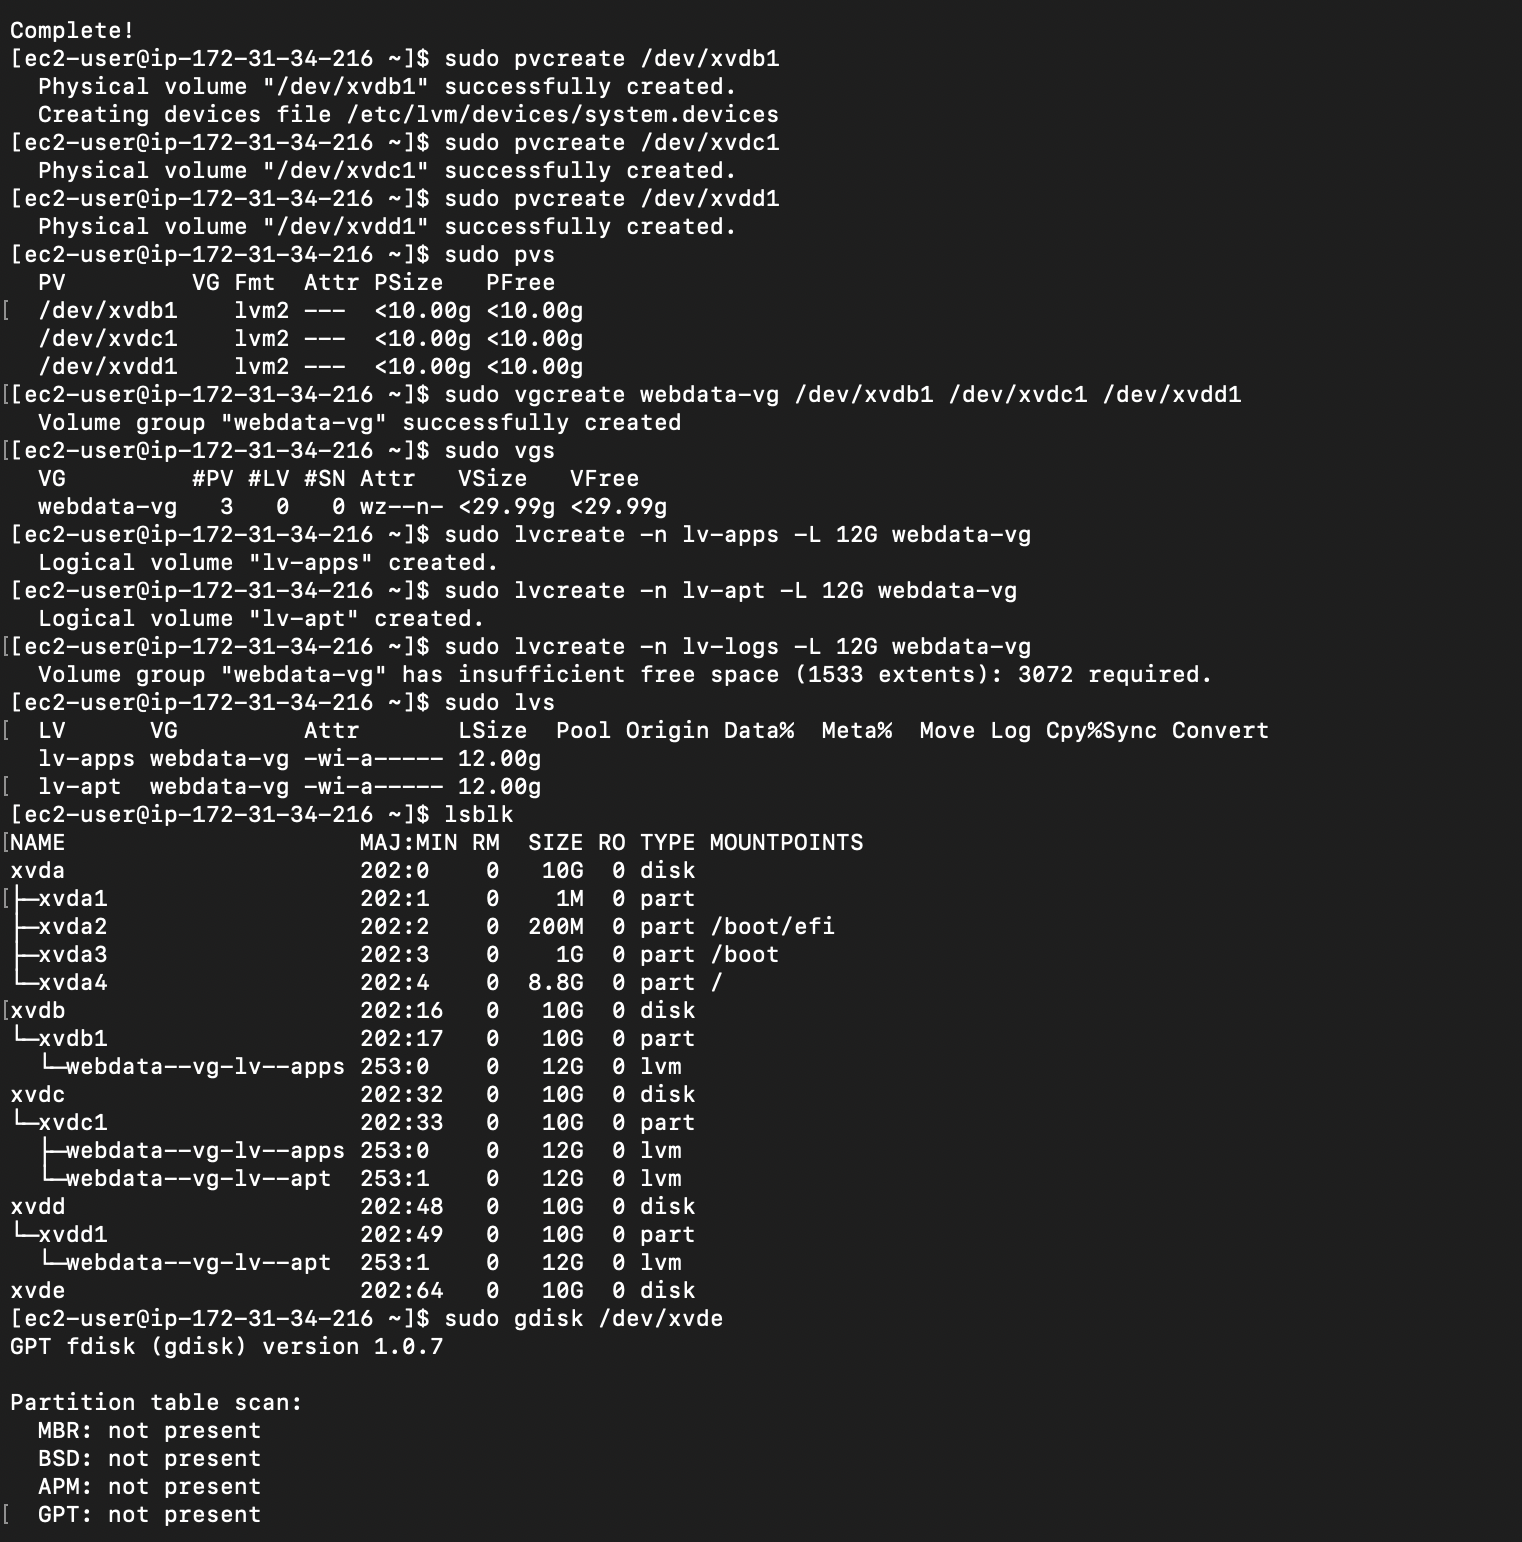 Complete!
[ec2-user@ip-172-31-34-216 ~]$ sudo pvcreate /dev/xvdb1
  Physical volume "/dev/xvdb1" successfully created.
  Creating devices file /etc/lvm/devices/system.devices
[ec2-user@ip-172-31-34-216 ~]$ sudo pvcreate /dev/xvdc1
  Physical volume "/dev/xvdc1" successfully created.
[ec2-user@ip-172-31-34-216 ~]$ sudo pvcreate /dev/xvdd1
  Physical volume "/dev/xvdd1" successfully created.
[ec2-user@ip-172-31-34-216 ~]$ sudo pvs
  PV         VG Fmt  Attr PSize   PFree
[  /dev/xvdb1    lvm2 ---  <10.00g <10.00g
  /dev/xvdc1    lvm2 ---  <10.00g <10.00g
  /dev/xvdd1    lvm2 ---  <10.00g <10.00g
[[ec2-user@ip-172-31-34-216 ~]$ sudo vgcreate webdata-vg /dev/xvdb1 /dev/xvdc1 /dev/xvdd1
  Volume group "webdata-vg" successfully created
[[ec2-user@ip-172-31-34-216 ~]$ sudo vgs
  VG         #PV #LV #SN Attr   VSize   VFree
  webdata-vg   3   0   0 wz--n- <29.99g <29.99g
[ec2-user@ip-172-31-34-216 ~]$ sudo lvcreate -n lv-apps -L 12G webdata-vg
  Logical volume "lv-apps" created.
[ec2-user@ip-172-31-34-216 ~]$ sudo lvcreate -n lv-apt -L 12G webdata-vg
  Logical volume "lv-apt" created.
[[ec2-user@ip-172-31-34-216 ~]$ sudo lvcreate -n lv-logs -L 12G webdata-vg
  Volume group "webdata-vg" has insufficient free space (1533 extents): 3072 required.
[ec2-user@ip-172-31-34-216 ~]$ sudo lvs
[  LV      VG         Attr       LSize  Pool Origin Data%  Meta%  Move Log Cpy%Sync Convert
  lv-apps webdata-vg -wi-a----- 12.00g
[  lv-apt  webdata-vg -wi-a----- 12.00g
[ec2-user@ip-172-31-34-216 ~]$ lsblk
[NAME                     MAJ:MIN RM  SIZE RO TYPE MOUNTPOINTS
xvda                     202:0    0   10G  0 disk
[├─xvda1                  202:1    0    1M  0 part
├─xvda2                  202:2    0  200M  0 part /boot/efi
├─xvda3                  202:3    0    1G  0 part /boot
└─xvda4                  202:4    0  8.8G  0 part /
[xvdb                     202:16   0   10G  0 disk
└─xvdb1                  202:17   0   10G  0 part
  └─webdata--vg-lv--apps 253:0    0   12G  0 lvm
xvdc                     202:32   0   10G  0 disk
└─xvdc1                  202:33   0   10G  0 part
  ├─webdata--vg-lv--apps 253:0    0   12G  0 lvm
  └─webdata--vg-lv--apt  253:1    0   12G  0 lvm
xvdd                     202:48   0   10G  0 disk
└─xvdd1                  202:49   0   10G  0 part
  └─webdata--vg-lv--apt  253:1    0   12G  0 lvm
xvde                     202:64   0   10G  0 disk
[ec2-user@ip-172-31-34-216 ~]$ sudo gdisk /dev/xvde
GPT fdisk (gdisk) version 1.0.7

Partition table scan:
  MBR: not present
  BSD: not present
  APM: not present
[  GPT: not present